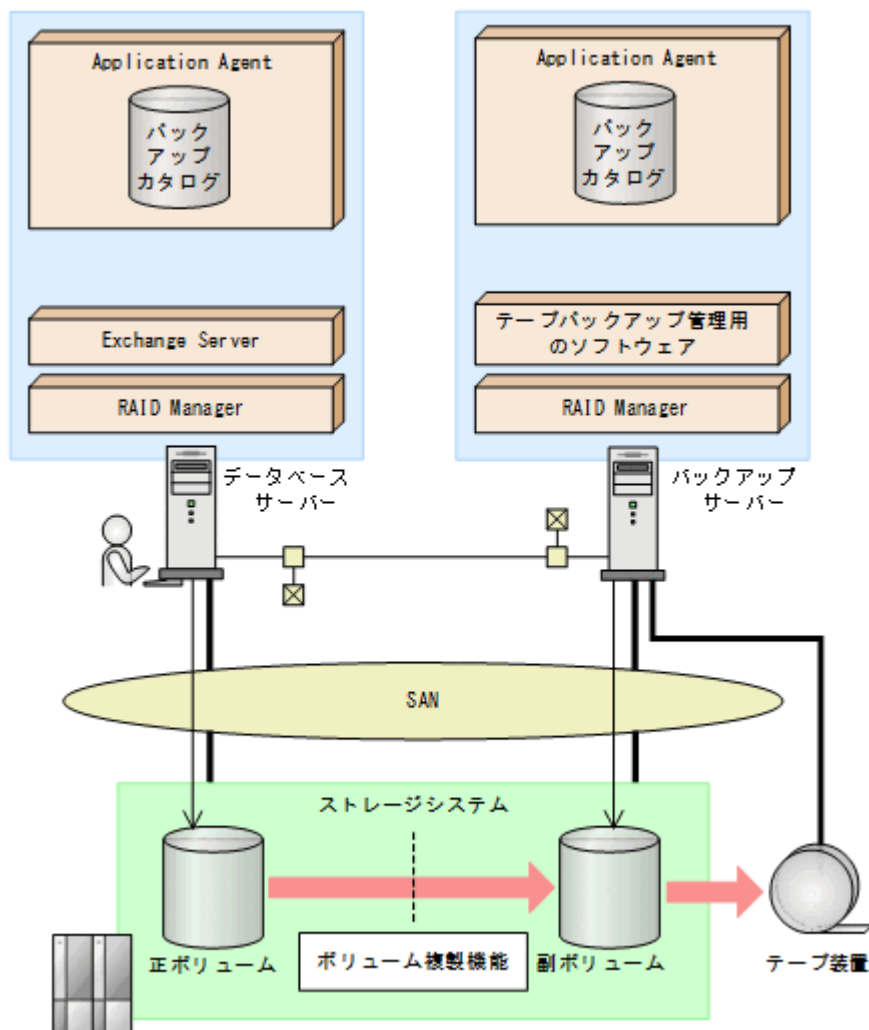 Application Agent
バック
アップ
カタログ
Exchange Server
RAID Manager
データベース
サーバー
Application Agent
バック
アップ
カタログ
テープバックアップ管理用
のソフトウェア
RAID Manager
バックアップ
サーバー
SAN
ストレージシステム
正ボリューム
ボリューム複製機能
副ボリューム
テープ装置